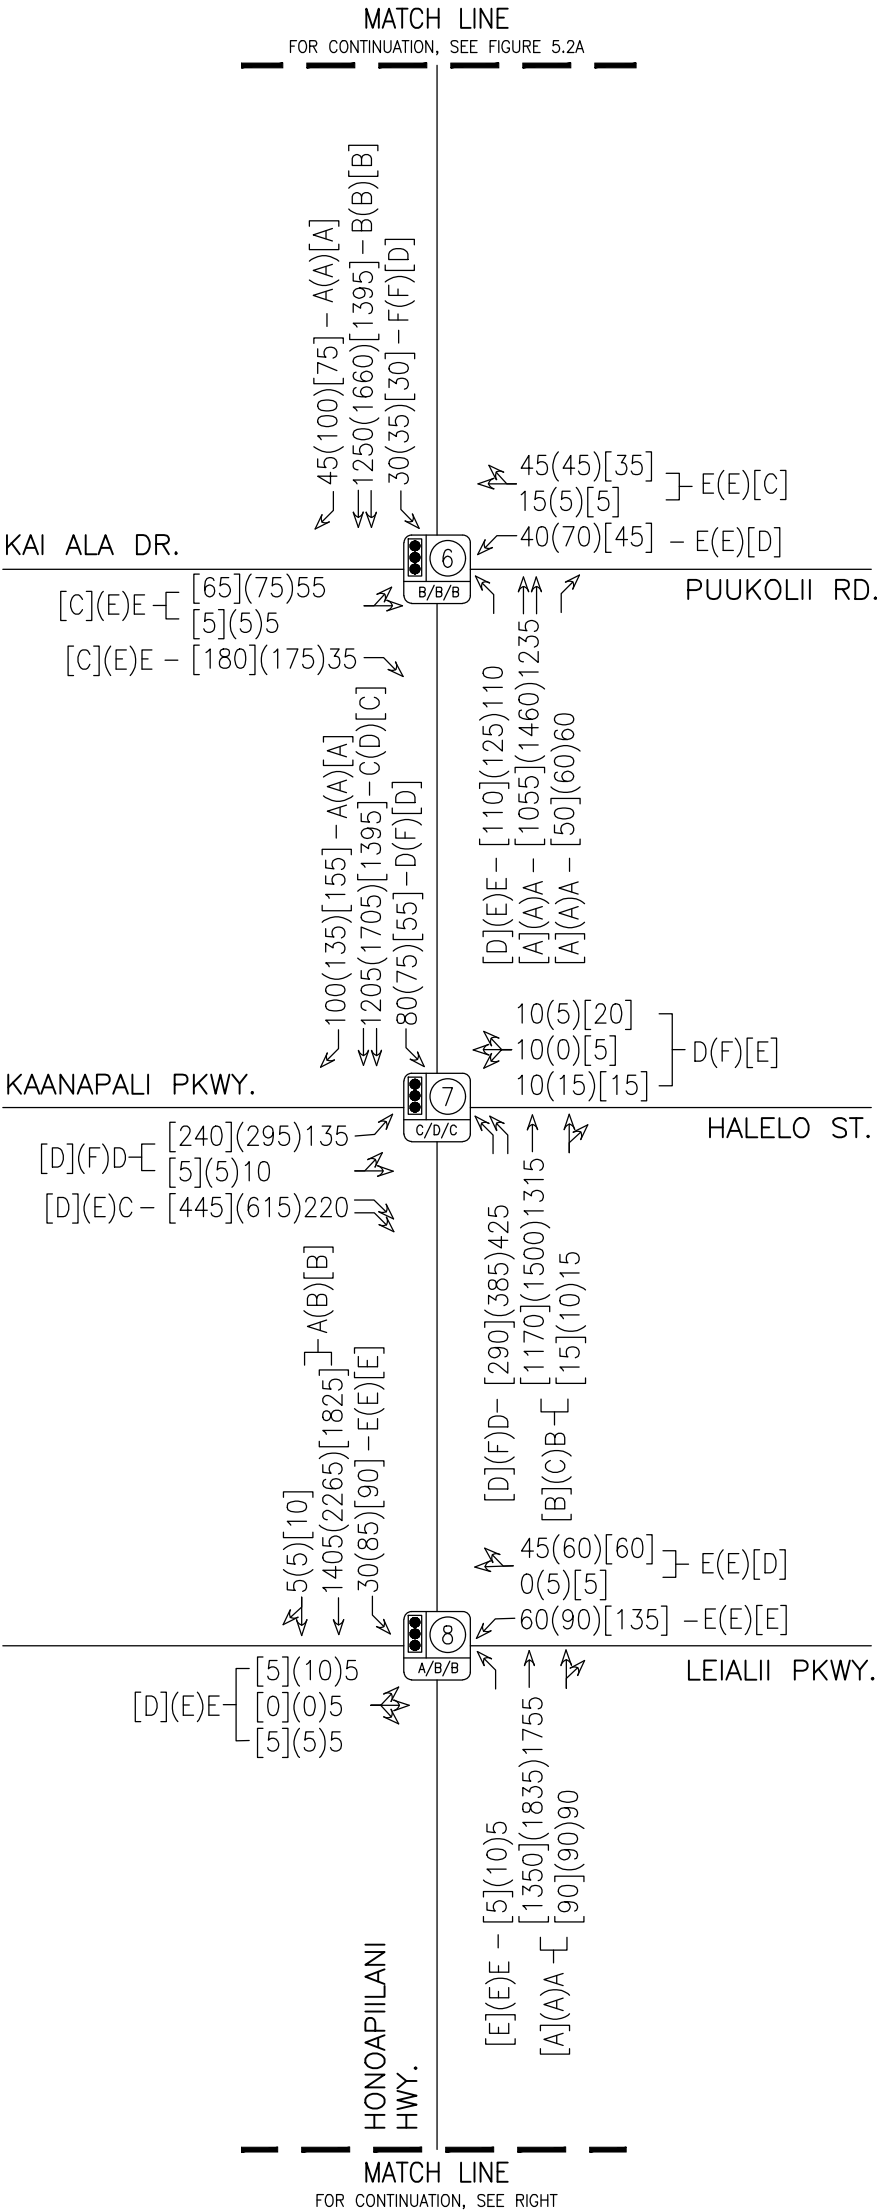 MATCH LINE
FOR CONTINUATION, SEE FIGURE 5.2A
45(100)[75] – A(A)[A]
1250(1660)[1395] – B(B)[B]
30(35)[30] – F(F)[D]
45(45)[35]
15(5)[5]
E(E)[C]
40(70)[45] – E(E)[D]
KAI ALA DR.
6
B/B/B
PUUKOLII RD.
[C](E)E
[65](75)55
[5](5)5
[C](E)E – [180](175)35
[D](E)E – [110](125)110
[A](A)A – [1055](1460)1235
[A](A)A – [50](60)60
100(135)[155] – A(A)[A]
1205(1705)[1395] – C(D)[C]
80(75)[55] – D(F)[D]
10(5)[20]
10(0)[5]
10(15)[15]
D(F)[E]
KAANAPALI PKWY.
7
C/D/C
HALELO ST.
[D](F)D
[240](295)135
[5](5)10
[D](E)C – [445](615)220
[D](F)D – [290](385)425
[1170](1500)1315
[15](10)15
[B](C)B
A(B)[B]
5(5)[10]
1405(2265)[1825]
30(85)[90] – E(E)[E]
45(60)[60]
0(5)[5]
E(E)[D]
60(90)[135] – E(E)[E]
8
A/B/B
LEIALII PKWY.
[D](E)E
[5](10)5
[0](0)5
[5](5)5
[E](E)E – [5](10)5
[1350](1835)1755
[90](90)90
[A](A)A
HONOAPIILANI
HWY.
MATCH LINE
FOR CONTINUATION, SEE RIGHT